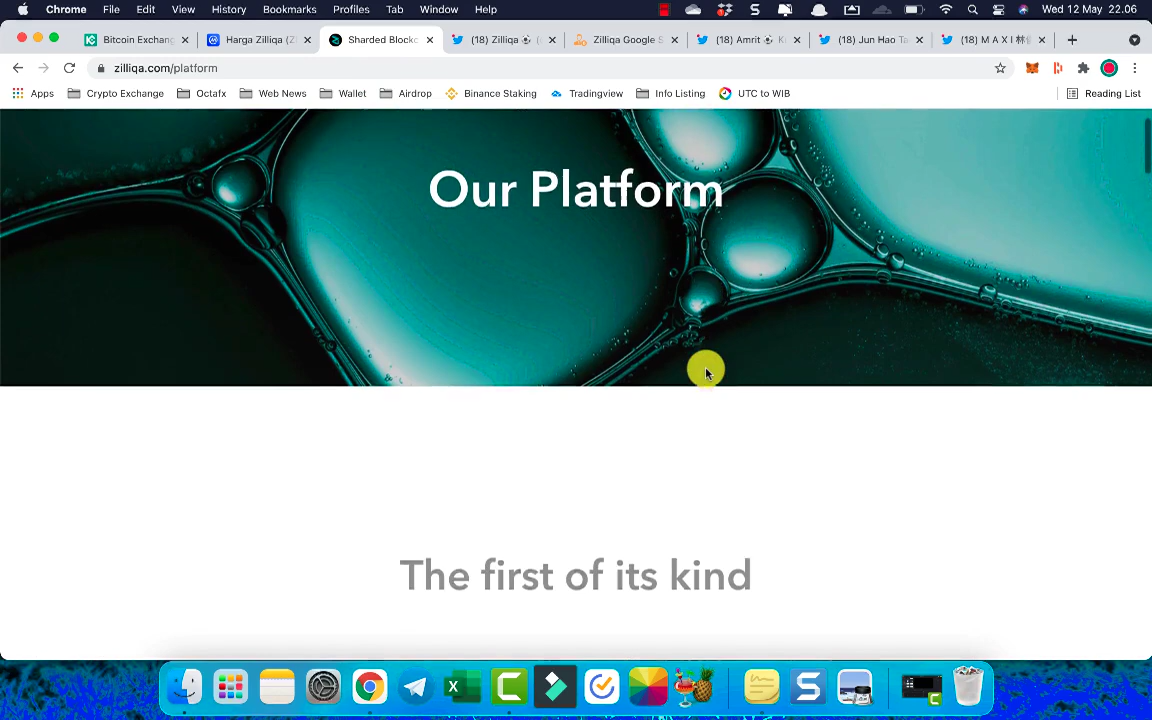 Chrome File Edit View History Bookmarks Profiles Tab Window Help Wed 12 May 22.06
Bitcoin Exchang Harga Zilliqa (Z Sharded Blockc (18) Zilliqa Zilliqa Google S (18) Amrit (18) Jun Hao Ta (18) M A X I
zilliqa.com/platform
Apps Crypto Exchange Octafx Web News Wallet Airdrop Binance Staking Tradingview Info Listing UTC to WIB Reading List
Our Platform
The first of its kind